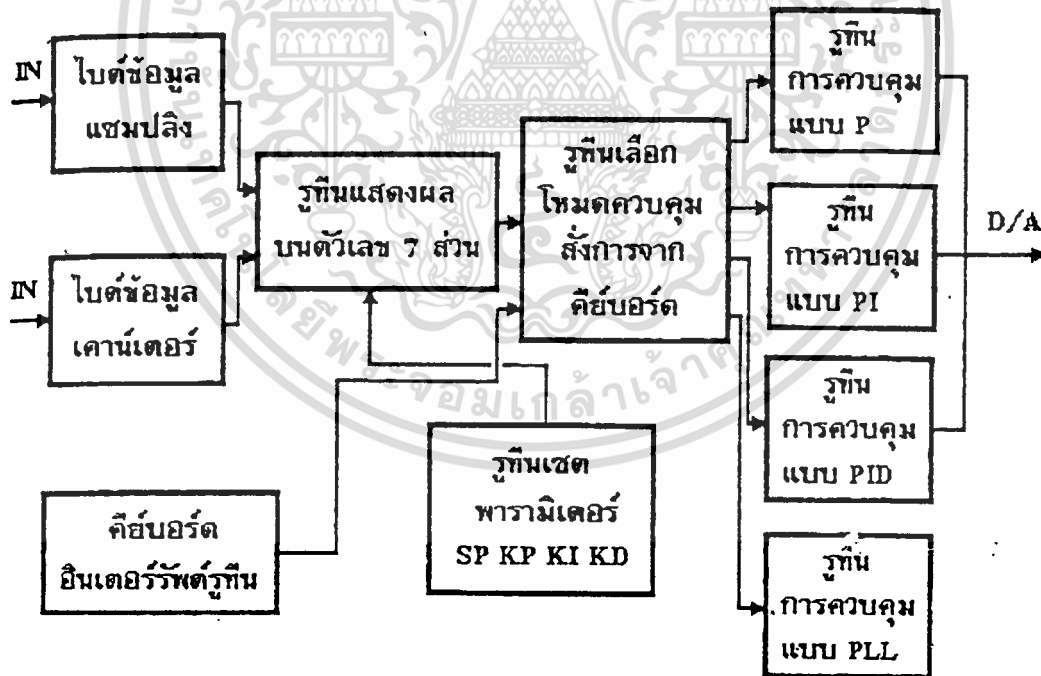 IN
ไบต์ข้อมูล
แซมปลิง
IN
ไบต์ข้อมูล
เคาน์เตอร์
รูทีนแสดงผล
บนตัวเลข 7 ส่วน
รูทีนเลือก
โหมดควบคุม
สั่งการจาก
คีย์บอร์ด
รูทีน
การควบคุม
แบบ P
รูทีน
การควบคุม
แบบ PI
D/A
รูทีน
การควบคุม
แบบ PID
รูทีน
การควบคุม
แบบ PLL
รูทีนเซต
พารามิเตอร์
SP KP KI KD
คีย์บอร์ด
อินเตอร์รัพต์รูทีน